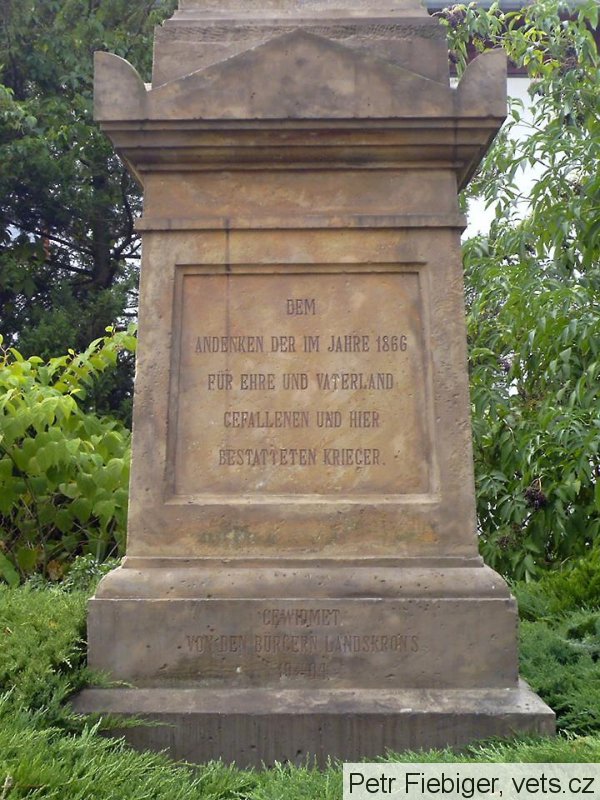 DEM
ANDENKEN DER IM JAHRE 1866
FÜR EHRE UND VATERLAND
GEFALLENEN UND HIER
BESTATTETEN KRIEGER.
GEWIDMET
VON DEN BÜRGERN LANDSKRON'S
Petr Fiebiger, vets.cz